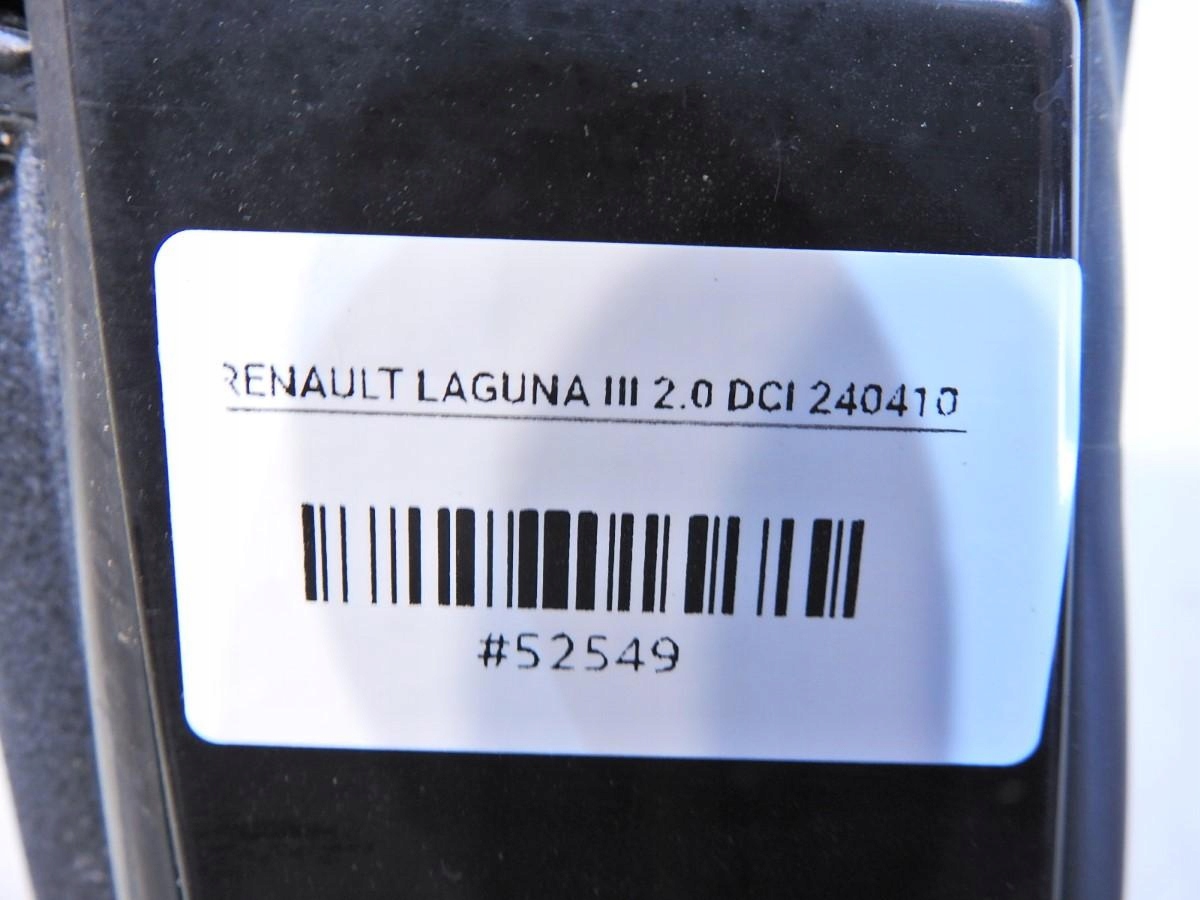 RENAULT LAGUNA III 2.0 DCI 240410
#52549